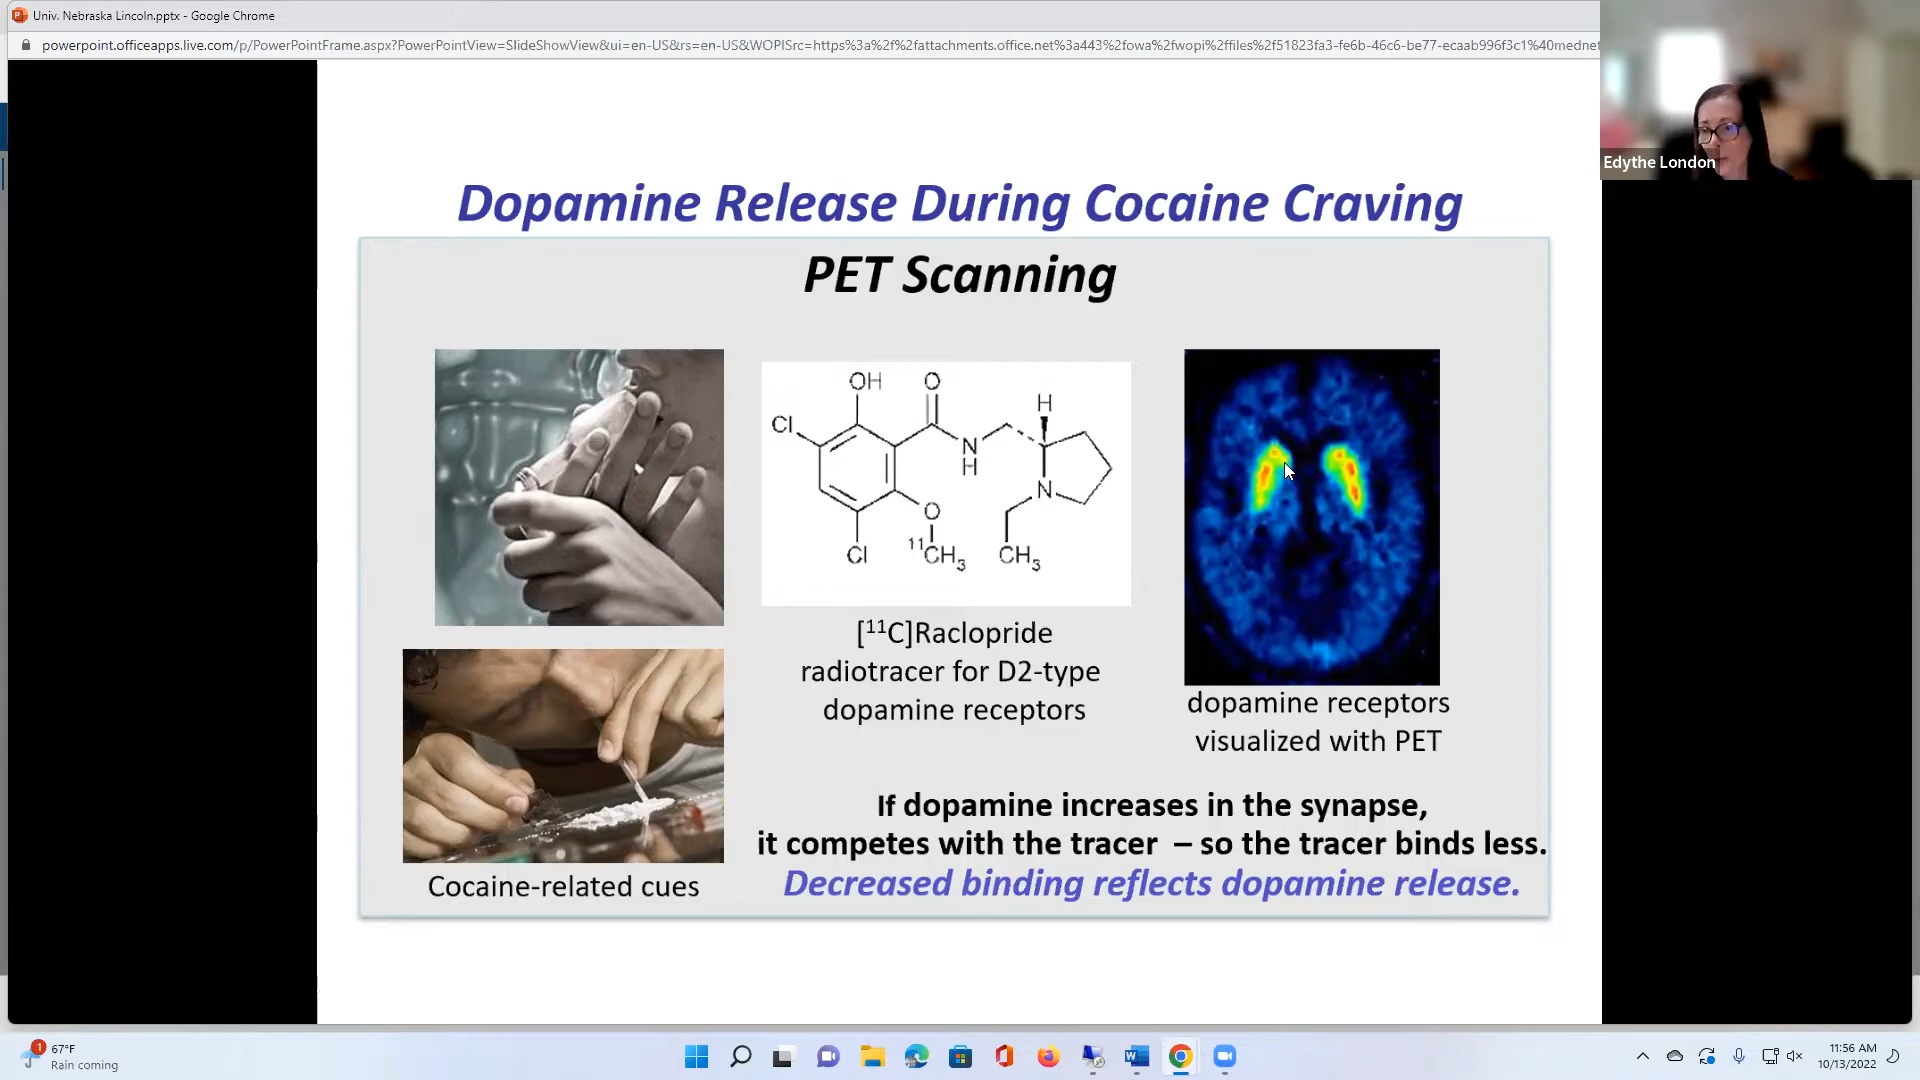 Univ. Nebraska Lincoln.pptx - Google Chrome
powerpoint.officeapps.live.com/p/PowerPointFrame.aspx?PowerPointView=SlideShowView&ui=en-US&rs=en-US&WOPISrc=https%3a%2f%2fattachments.office.net%3a443%2fowa%2fwopi%2ffiles%2f51823fa3-fe6b-46c6-be77-ecaab996f3c1%40mednet
Edythe London
Dopamine Release During Cocaine Craving
PET Scanning
OH
O
H
Cl
N
H
N
O
Cl
¹¹CH₃
CH₃
[¹¹C]Raclopride
radiotracer for D2-type
dopamine receptors
dopamine receptors
visualized with PET
If dopamine increases in the synapse,
it competes with the tracer – so the tracer binds less.
Decreased binding reflects dopamine release.
Cocaine-related cues
1
67°F
Rain coming
11:56 AM
10/13/2022